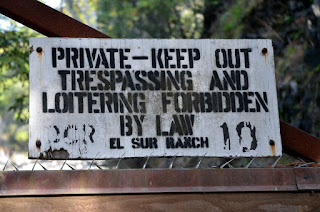 PRIVATE-KEEP OUT
TRESPASSING AND
LOITERING FORBIDDEN
BY LAW
EL SUR RANCH
10